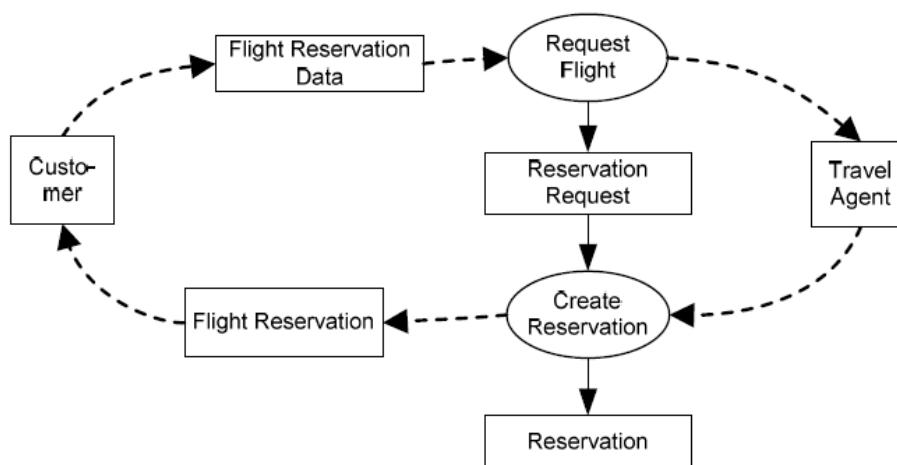 Flight Reservation
Data
Request
Flight
Custo-
mer
Reservation
Request
Travel
Agent
Flight Reservation
Create
Reservation
Reservation